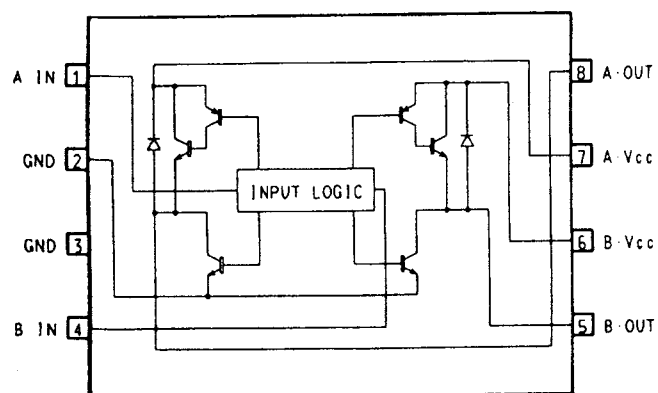 A IN 1
GND 2
GND 3
B IN 4
INPUT LOGIC
8 A·OUT
7 A·Vcc
6 B·Vcc
5 B·OUT